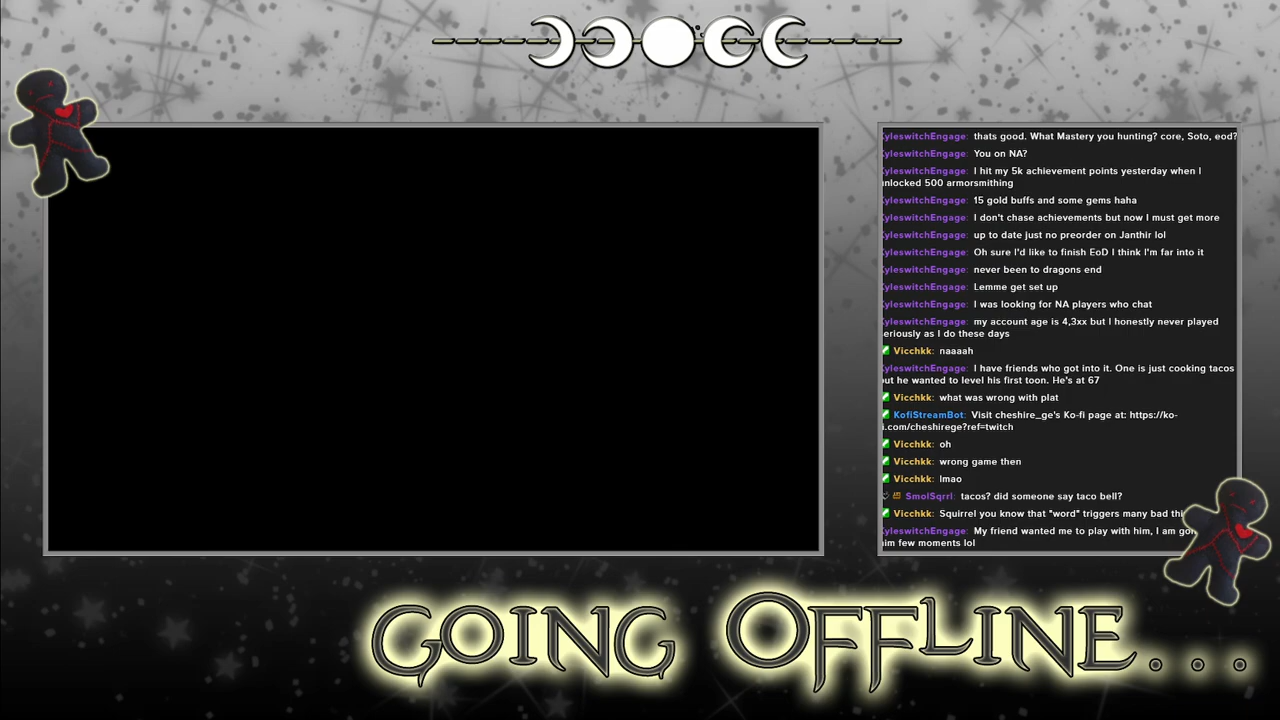 yleswitchEngage: thats good. What Mastery you hunting? core, Soto, eod?
yleswitchEngage: You on NA?
yleswitchEngage: I hit my 5k achievement points yesterday when I
nlocked 500 armorsmithing
yleswitchEngage: 15 gold buffs and some gems haha
yleswitchEngage: I don't chase achievements but now I must get more
yleswitchEngage: up to date just no preorder on Janthir lol
yleswitchEngage: Oh sure I'd like to finish EoD I think I'm far into it
yleswitchEngage: never been to dragons end
yleswitchEngage: Lemme get set up
yleswitchEngage: I was looking for NA players who chat
yleswitchEngage: my account age is 4,3xx but I honestly never played
eriously as I do these days
Vicchkk: naaaah
yleswitchEngage: I have friends who got into it. One is just cooking tacos
ut he wanted to level his first toon. He's at 67
Vicchkk: what was wrong with plat
KofiStreamBot: Visit cheshire_ge's Ko-fi page at: https://ko-
i.com/cheshirege?ref=twitch
Vicchkk: oh
Vicchkk: wrong game then
Vicchkk: lmao
SmolSqrrl: tacos? did someone say taco bell?
Vicchkk: Squirrel you know that "word" triggers many bad thi
yleswitchEngage: My friend wanted me to play with him, I am go
im few moments lol
GOING OFFLINE...